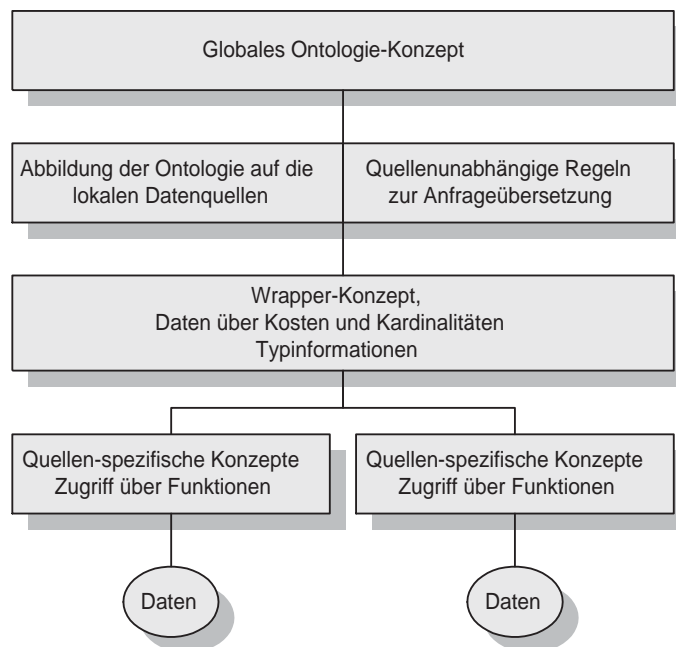 Globales Ontologie-Konzept
Abbildung der Ontologie auf die
lokalen Datenquellen
Quellenunabhängige Regeln
zur Anfrageübersetzung
Wrapper-Konzept,
Daten über Kosten und Kardinalitäten
Typinformationen
Quellen-spezifische Konzepte
Zugriff über Funktionen
Quellen-spezifische Konzepte
Zugriff über Funktionen
Daten
Daten